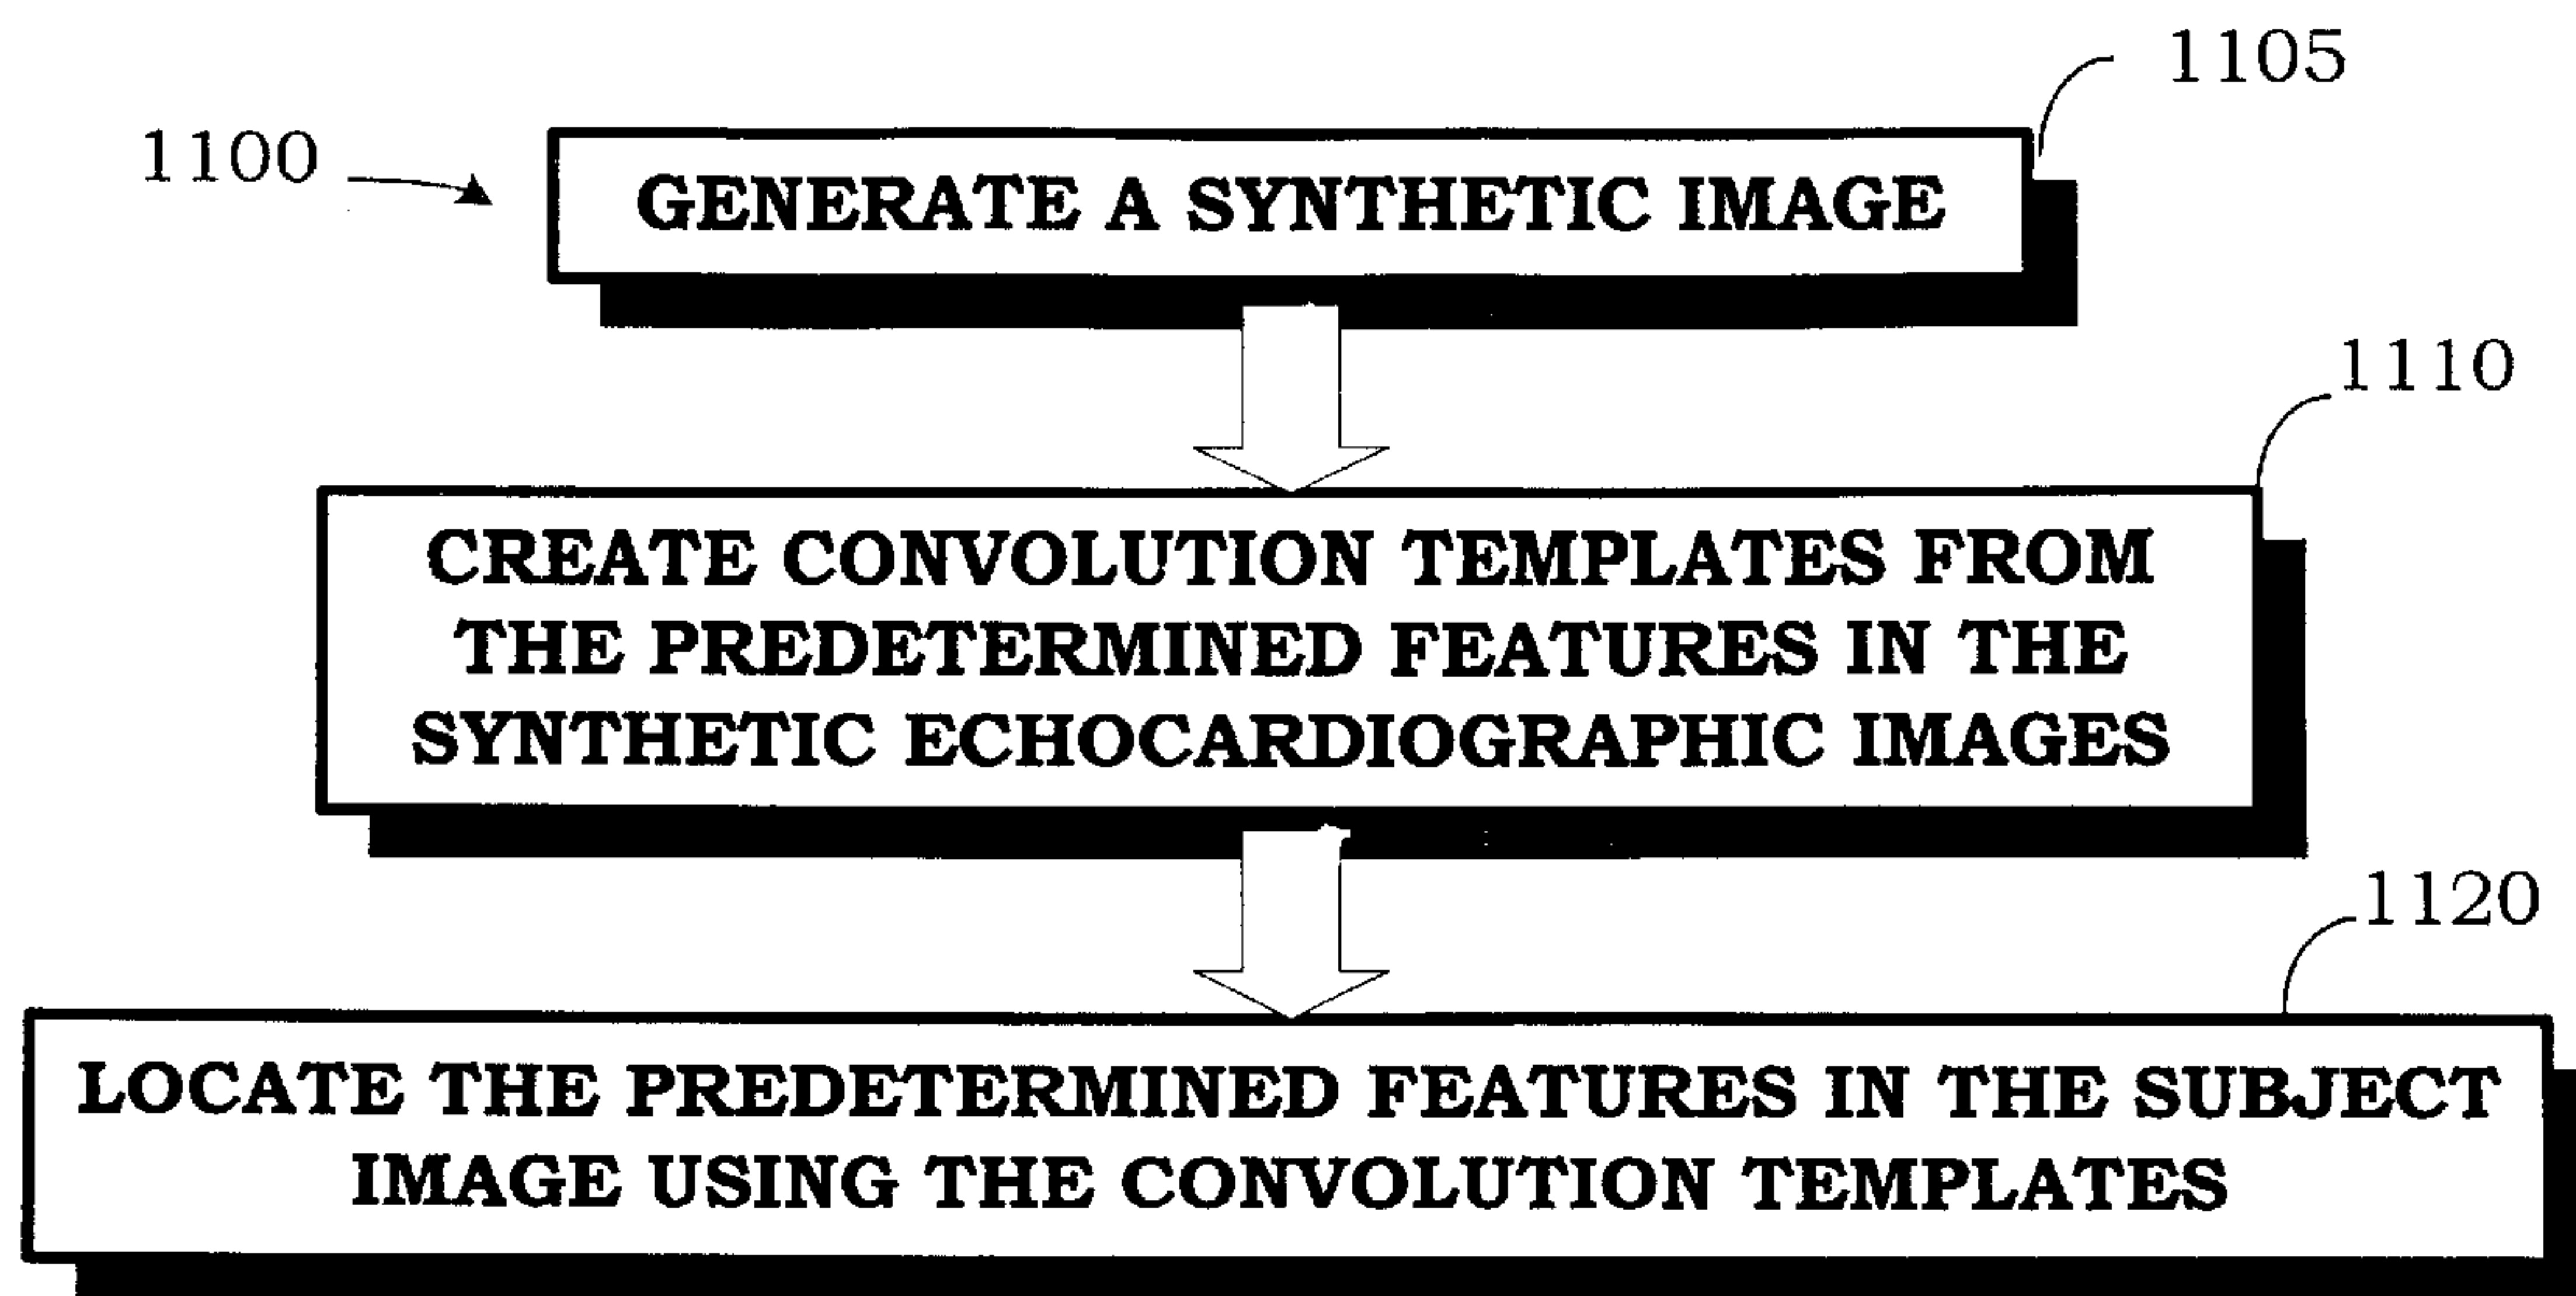 1105
1100
GENERATE A SYNTHETIC IMAGE
1110
CREATE CONVOLUTION TEMPLATES FROM
THE PREDETERMINED FEATURES IN THE
SYNTHETIC ECHOCARDIOGRAPHIC IMAGES
1120
LOCATE THE PREDETERMINED FEATURES IN THE SUBJECT
IMAGE USING THE CONVOLUTION TEMPLATES